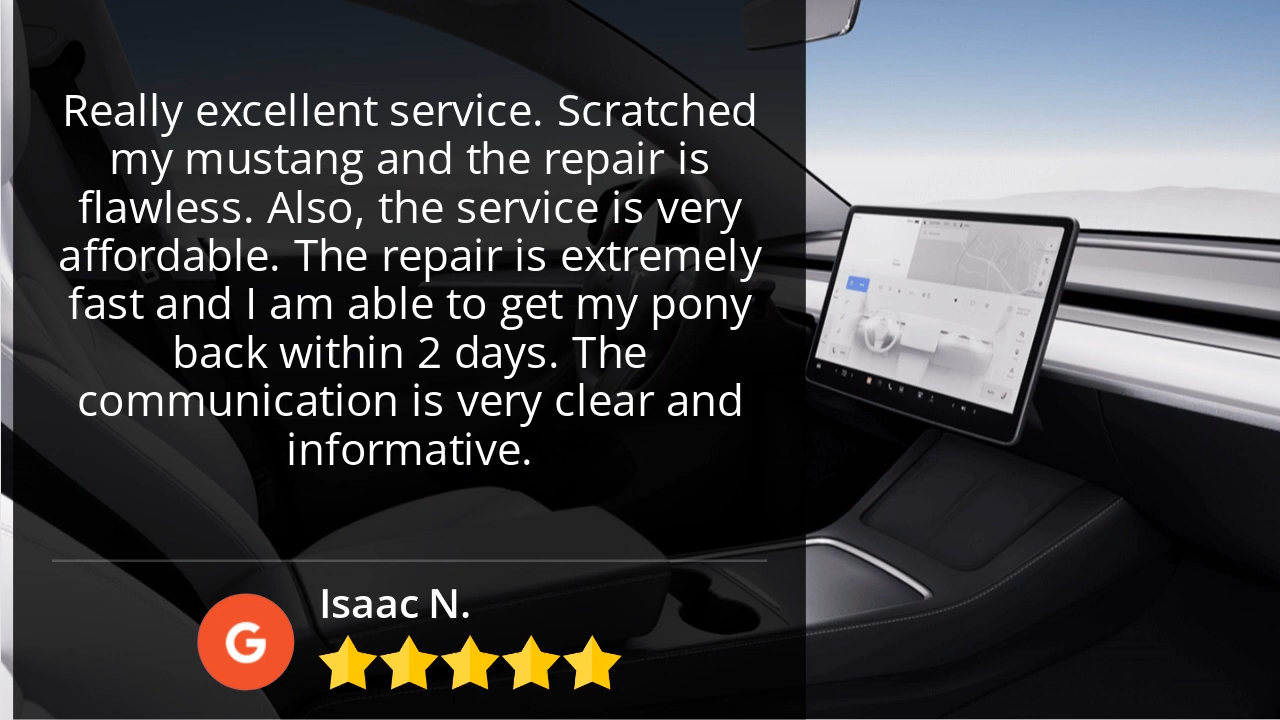 Really excellent service. Scratched
my mustang and the repair is
flawless. Also, the service is very
affordable. The repair is extremely
fast and I am able to get my pony
back within 2 days. The
communication is very clear and
informative.
G
Isaac N.